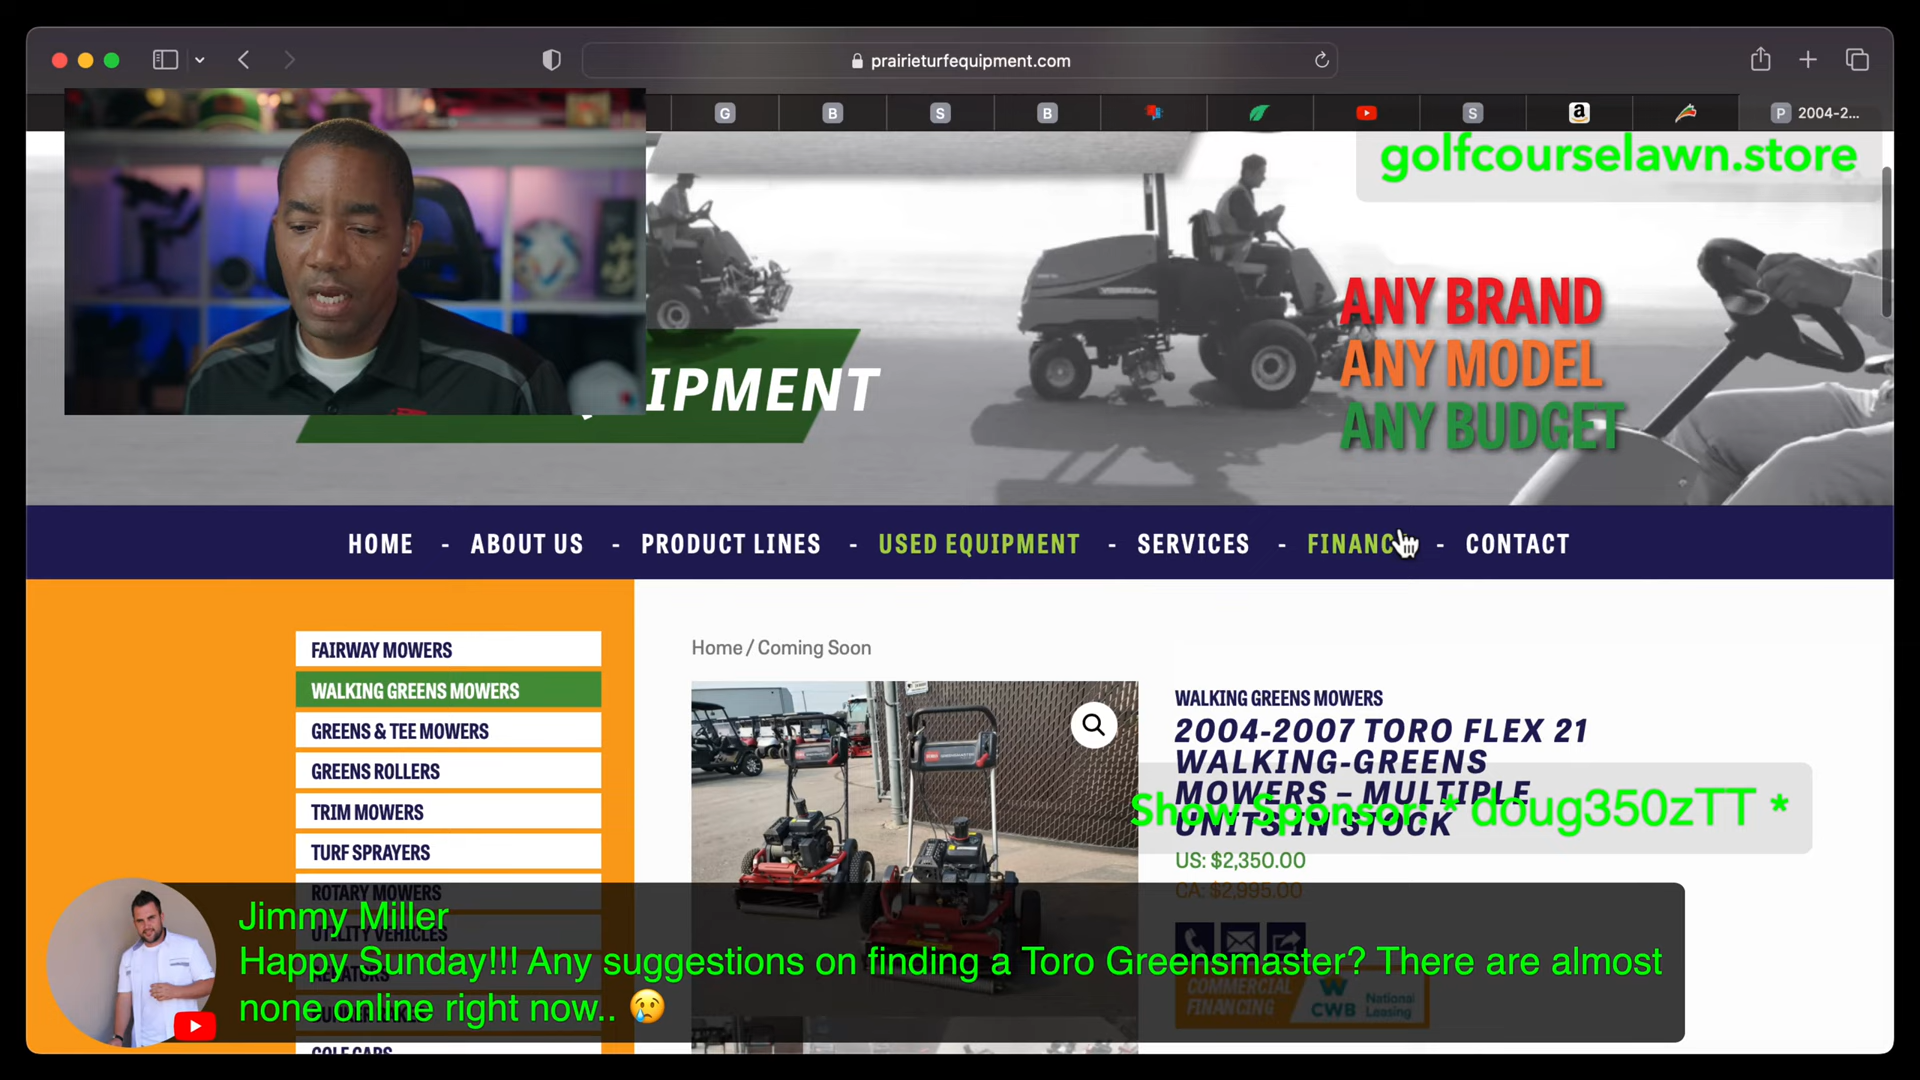 prairieturfequipment.com
G
B
S
B
S
a
P 2004-2...
golfcourselawn.store
ANY BRAND
ANY MODEL
ANY BUDGET
IPMENT
HOME - ABOUT US - PRODUCT LINES - USED EQUIPMENT - SERVICES - FINANC - CONTACT
FAIRWAY MOWERS
WALKING GREENS MOWERS
GREENS & TEE MOWERS
GREENS ROLLERS
TRIM MOWERS
TURF SPRAYERS
ROTARY MOWERS
UTILITY VEHICLES
GOLF CARS
Home / Coming Soon
WALKING GREENS MOWERS
2004-2007 TORO FLEX 21
WALKING-GREENS
MOWERS – MULTIPLE
UNITS IN STOCK
Show Sponsor: * doug350zTT *
US: $2,350.00
CA: $2,995.00
COMMERCIAL
FINANCING
CWB National
Leasing
Jimmy Miller
Happy Sunday!!! Any suggestions on finding a Toro Greensmaster? There are almost
none online right now.. 😢